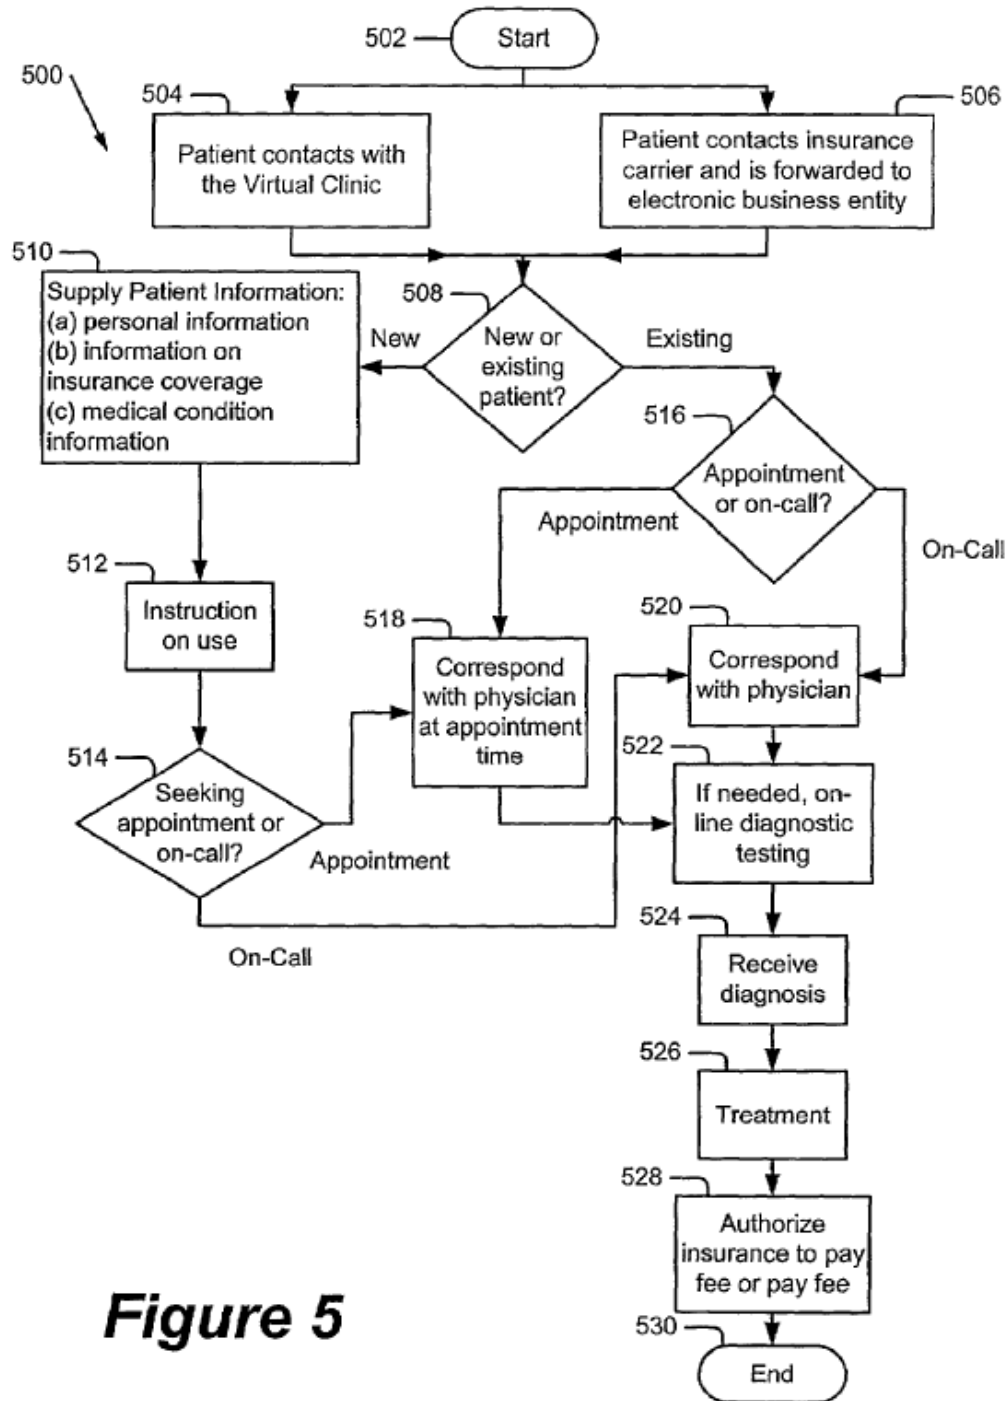 502
Start
500
504
506
Patient contacts with
the Virtual Clinic
Patient contacts insurance
carrier and is forwarded to
electronic business entity
510
Supply Patient Information:
(a) personal information
(b) information on
insurance coverage
(c) medical condition
information
508
New
New or
existing
patient?
Existing
516
Appointment
or on-call?
Appointment
On-Call
512
Instruction
on use
518
Correspond
with physician
at appointment
time
520
Correspond
with physician
514
Seeking
appointment or
on-call?
Appointment
On-Call
522
If needed, on-
line diagnostic
testing
524
Receive
diagnosis
526
Treatment
528
Authorize
insurance to pay
fee or pay fee
530
End
Figure 5